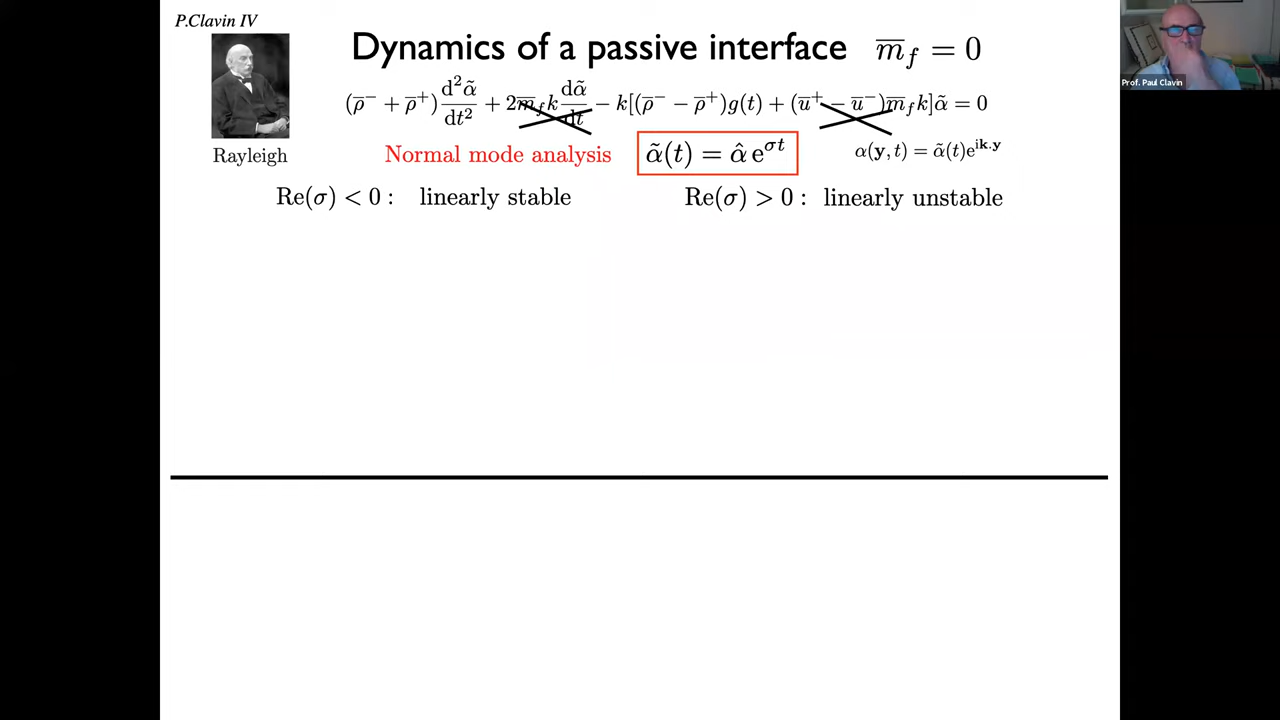 P.Clavin IV
Dynamics of a passive interface m̅_f = 0
(ρ̅⁻ + ρ̅⁺) d²α̃/dt² + 2m̅_f k dα̃/dt − k[(ρ̅⁻ − ρ̅⁺)g(t) + (u̅⁺ − u̅⁻)m̅_f k]α̃ = 0
Rayleigh
Normal mode analysis α̃(t) = α̂ e^{σt} α(y, t) = α̃(t)e^{ik.y}
Re(σ) < 0 : linearly stable Re(σ) > 0 : linearly unstable
Prof. Paul Clavin